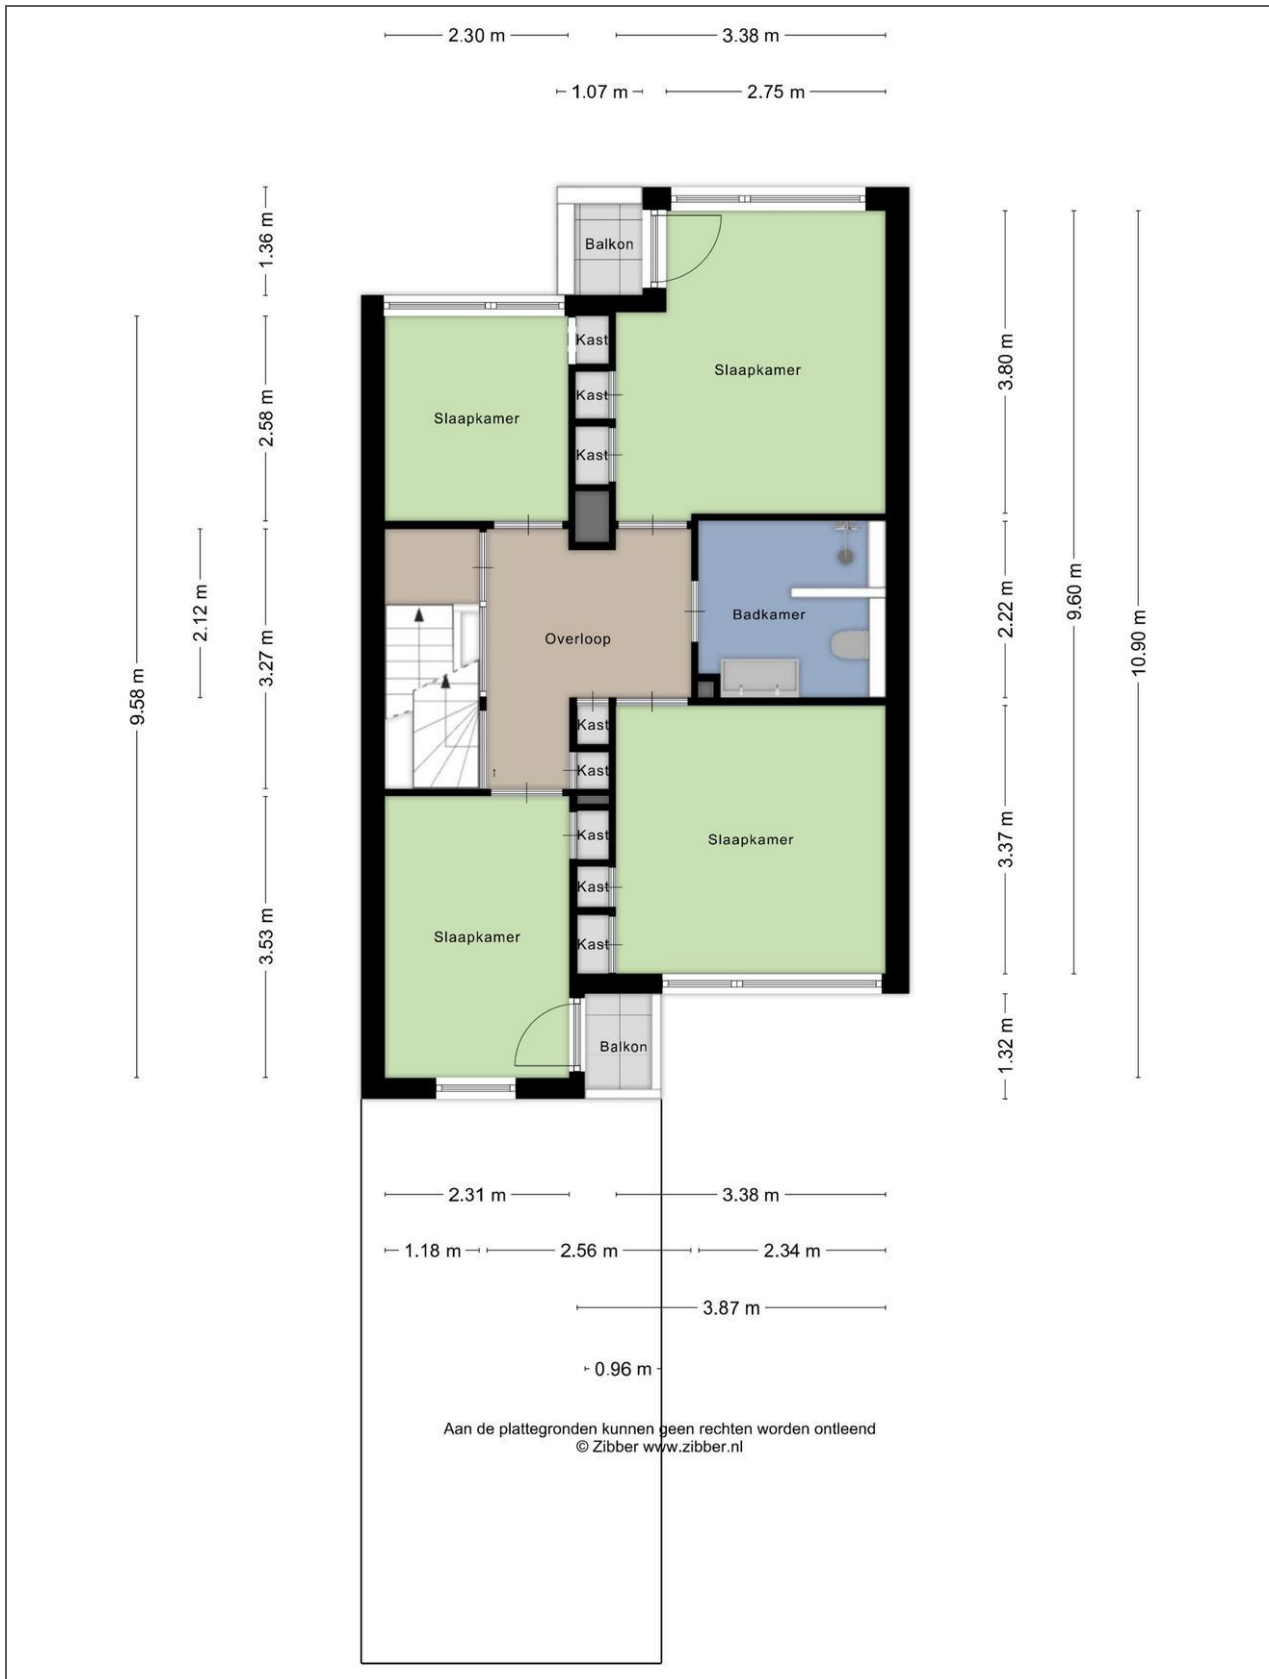 2.30 m
3.38 m
1.07 m
2.75 m
1.36 m
Balkon
Kast
3.80 m
Slaapkamer
Kast
2.58 m
Slaapkamer
Kast
2.12 m
3.27 m
9.58 m
Overloop
Badkamer
2.22 m
9.60 m
10.90 m
Kast
Kast
Kast
Slaapkamer
3.37 m
Kast
3.53 m
Slaapkamer
Kast
Balkon
1.32 m
2.31 m
3.38 m
1.18 m
2.56 m
2.34 m
3.87 m
0.96 m
Aan de plattegronden kunnen geen rechten worden ontleend
© Zibber www.zibber.nl